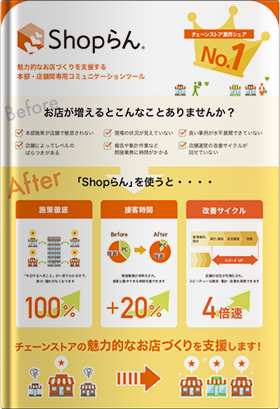 Shopらん®
チェーンストア業界シェア
No.1
魅力的なお店づくりを支援する
本部・店舗間専用コミュニケーションツール
Before
お店が増えるとこんなことありませんか?
本部施策が店舗で徹底されない
現場の状況が見えていない
良い事例が水平展開できていない
店舗によってレベルの
ばらつきがある
報告や集計作業など
間接業務に時間がかかる
店舗運営の改善サイクルが
回せていない
After
「Shopらん」を使うと・・・・
施策徹底
接客時間
改善サイクル
Before
After
PC
接客
PC
接客
100%
+20%
4倍速
チェーンストアの魅力的なお店づくりを支援します!